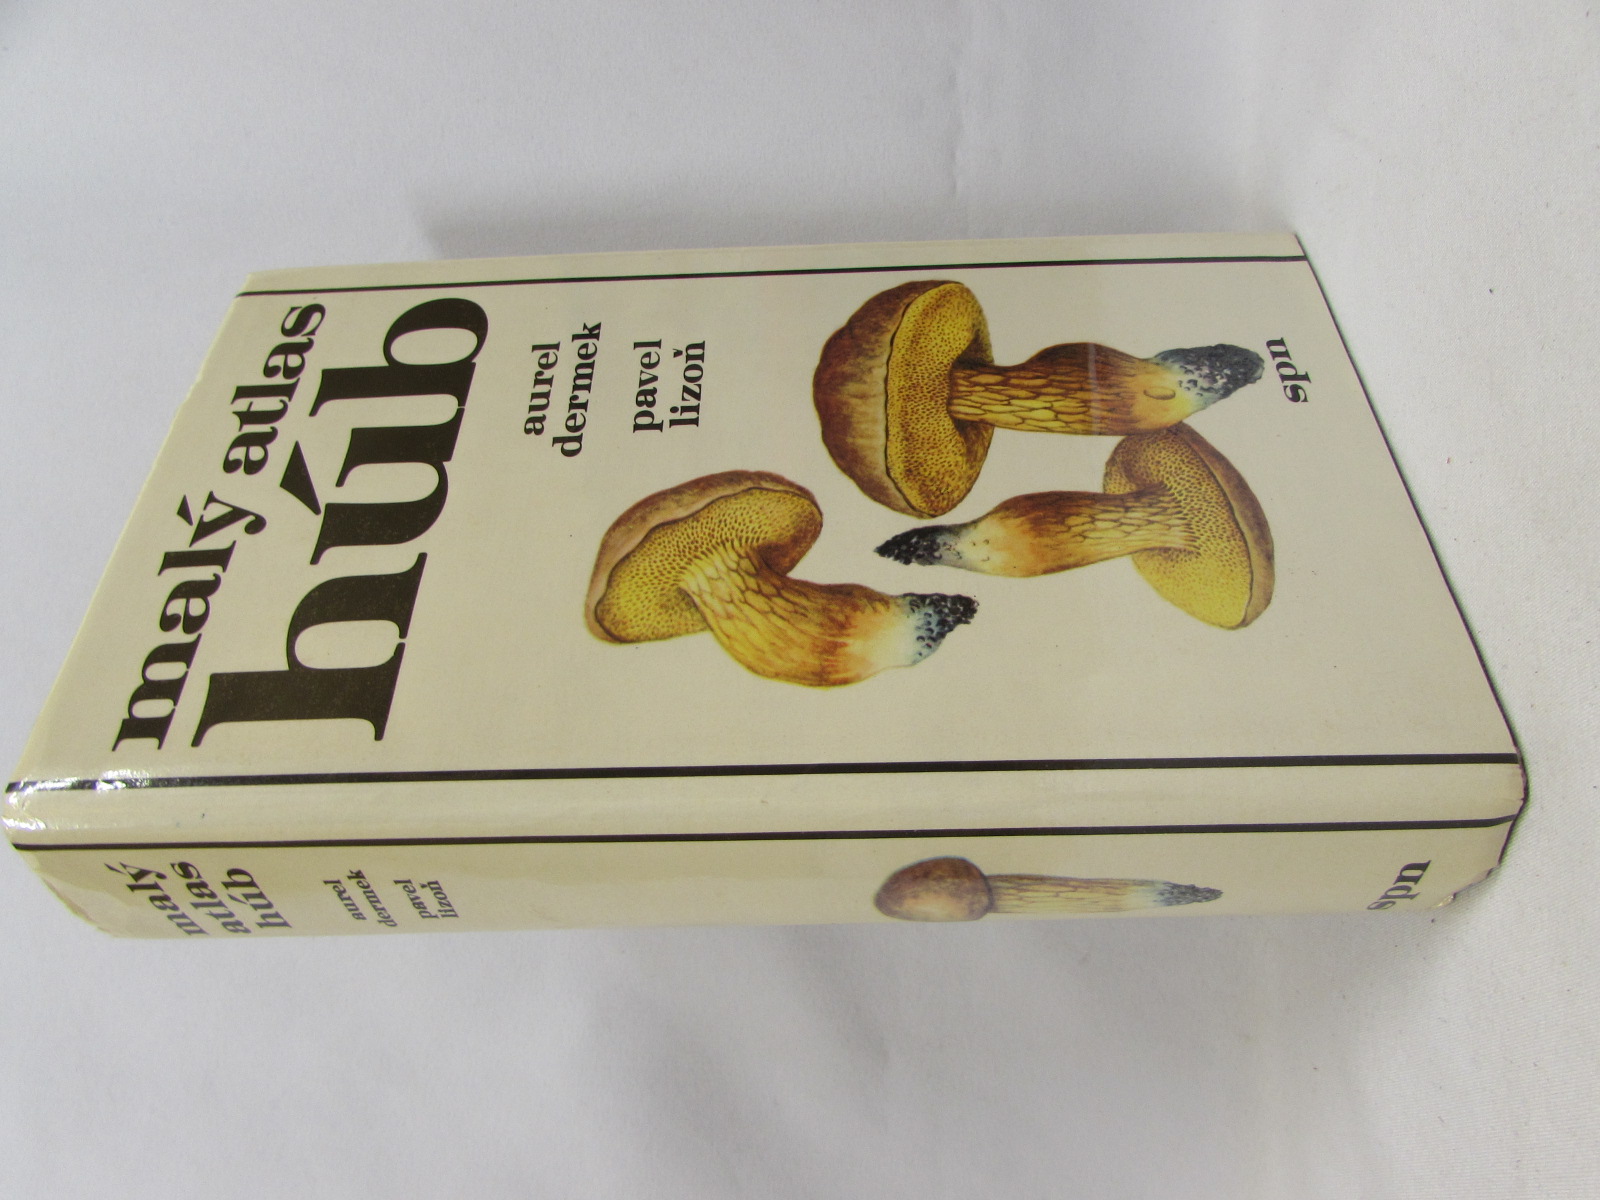 malý atlas
húb
aurel
dermek
pavel
lizoň
spn
malý
atlas
húb
aurel
dermek
pavel
lizoň
spn